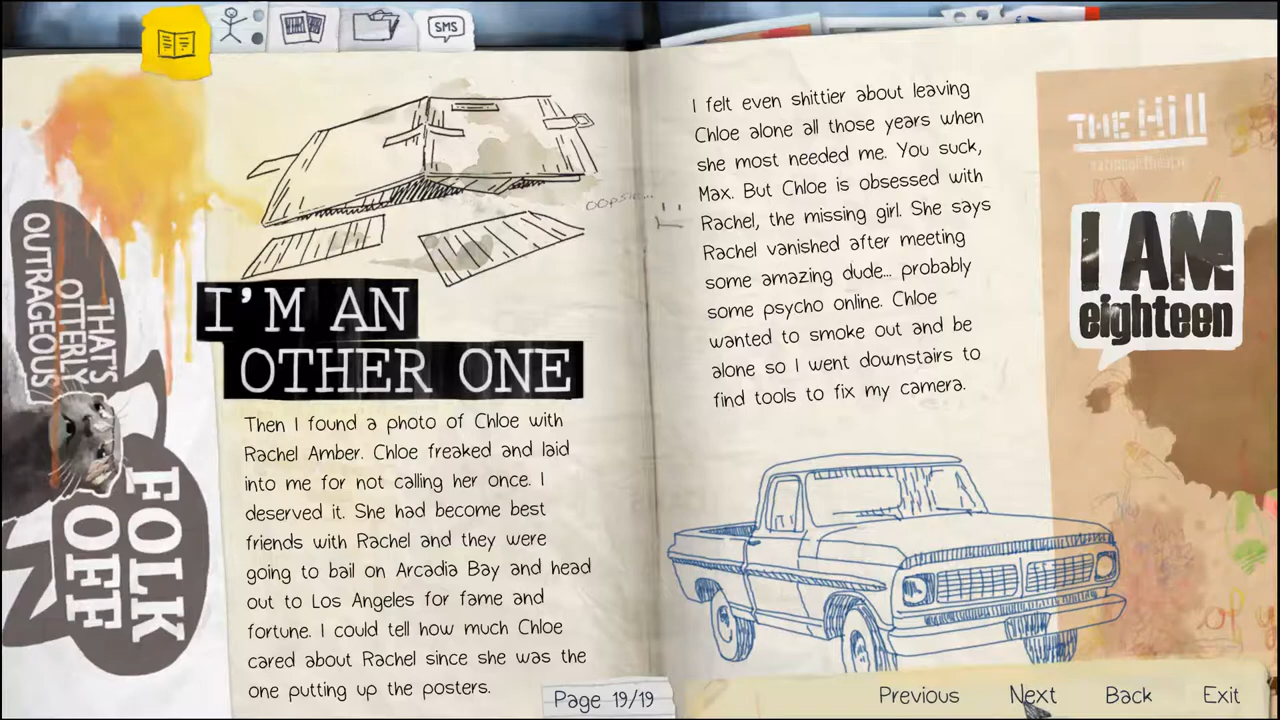 SMS
THAT'S
OTTERLY
OUTRAGEOUS
FOLK
OFF
oopsie...
I'M AN
OTHER ONE
Then I found a photo of Chloe with
Rachel Amber. Chloe freaked and laid
into me for not calling her once. I
deserved it. She had become best
friends with Rachel and they were
going to bail on Arcadia Bay and head
out to Los Angeles for fame and
fortune. I could tell how much Chloe
cared about Rachel since she was the
one putting up the posters.
I felt even shittier about leaving
Chloe alone all those years when
she most needed me. You suck,
Max. But Chloe is obsessed with
Rachel, the missing girl. She says
Rachel vanished after meeting
some amazing dude... probably
some psycho online. Chloe
wanted to smoke out and be
alone so I went downstairs to
find tools to fix my camera.
THE HILL
national theatre
I AM
eighteen
Page 19/19
Previous
Next
Back
Exit